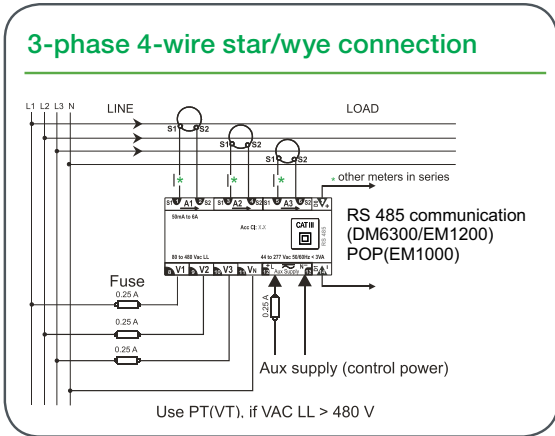 3-phase 4-wire star/wye connection
L1 L2 L3 N LINE LOAD
S1 S2
S1 S2
S1 S2
* * * * other meters in series
S1 A1 S2 S1 A2 S2 S1 A3 S2
50mA to 6A
Acc Cl: X.X
CAT III
RS 485
RS 485 communication
(DM6300/EM1200)
POP(EM1000)
80 to 480 Vac LL 44 to 277 Vac 50/60Hz < 3VA
V1 V2 V3 VN L Aux Supply N
Fuse
0.25 A
0.25 A
0.25 A
0.25 A
Aux supply (control power)
Use PT(VT), if VAC LL > 480 V